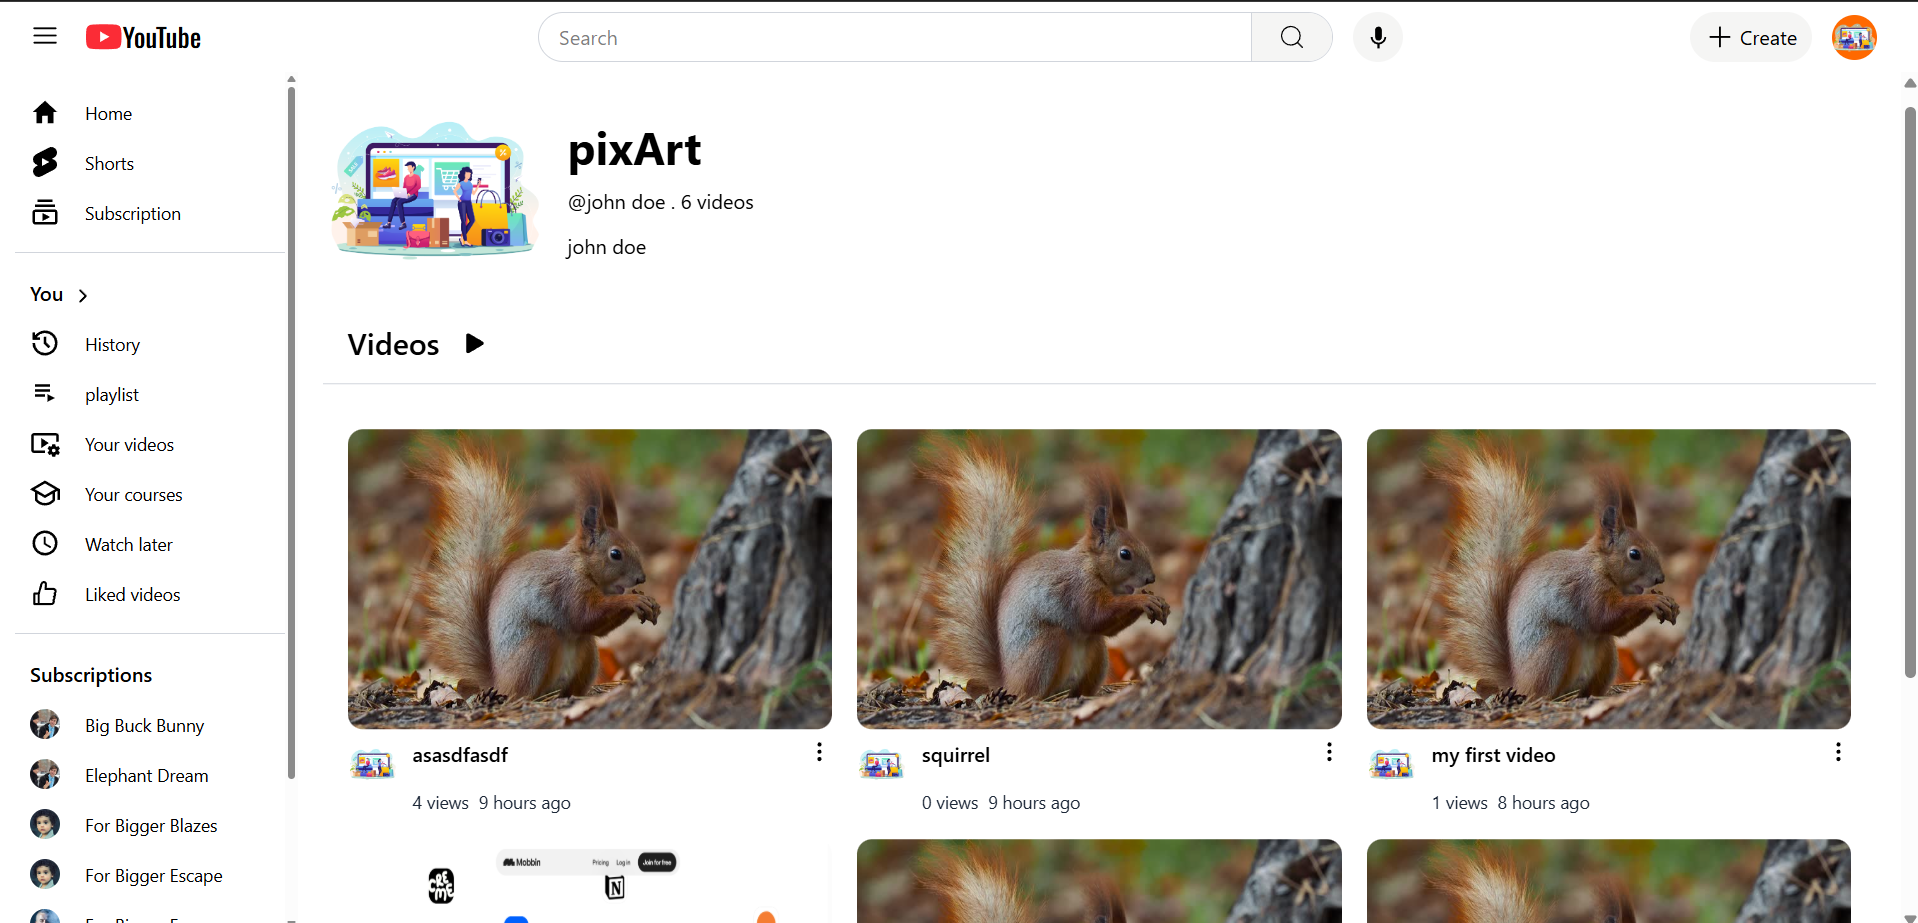 YouTube
Search
Create
Home
Shorts
Subscription
You
History
playlist
Your videos
Your courses
Watch later
Liked videos
Subscriptions
Big Buck Bunny
Elephant Dream
For Bigger Blazes
For Bigger Escape
pixArt
@john doe . 6 videos
john doe
Videos
asasdfasdf
4 views 9 hours ago
squirrel
0 views 9 hours ago
my first video
1 views 8 hours ago
Mobbin Pricing Log in Join for free
CRE
ME
N